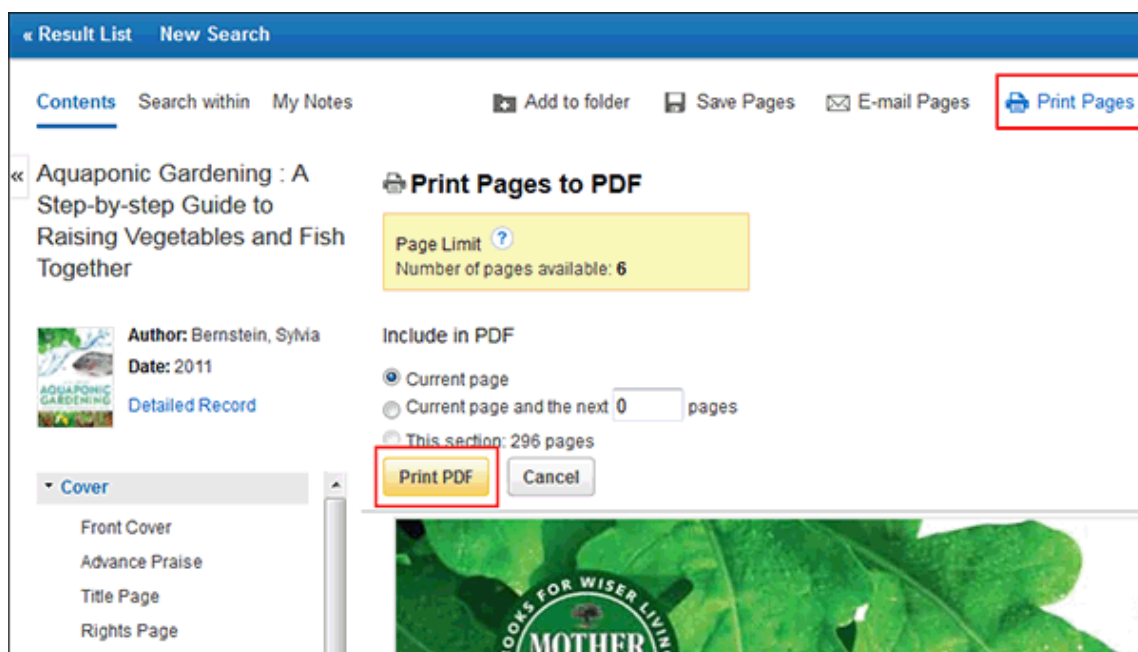 « Result List New Search
Contents Search within My Notes Add to folder Save Pages E-mail Pages Print Pages
«
Aquaponic Gardening : A
Step-by-step Guide to
Raising Vegetables and Fish
Together
Author: Bernstein, Sylvia
Date: 2011
Detailed Record
AQUAPONIC
GARDENING
Cover
Front Cover
Advance Praise
Title Page
Rights Page
Print Pages to PDF
Page Limit ?
Number of pages available: 6
Include in PDF
Current page
Current page and the next 0 pages
This section: 296 pages
Print PDF Cancel
BOOKS FOR WISER LIVING
MOTHER